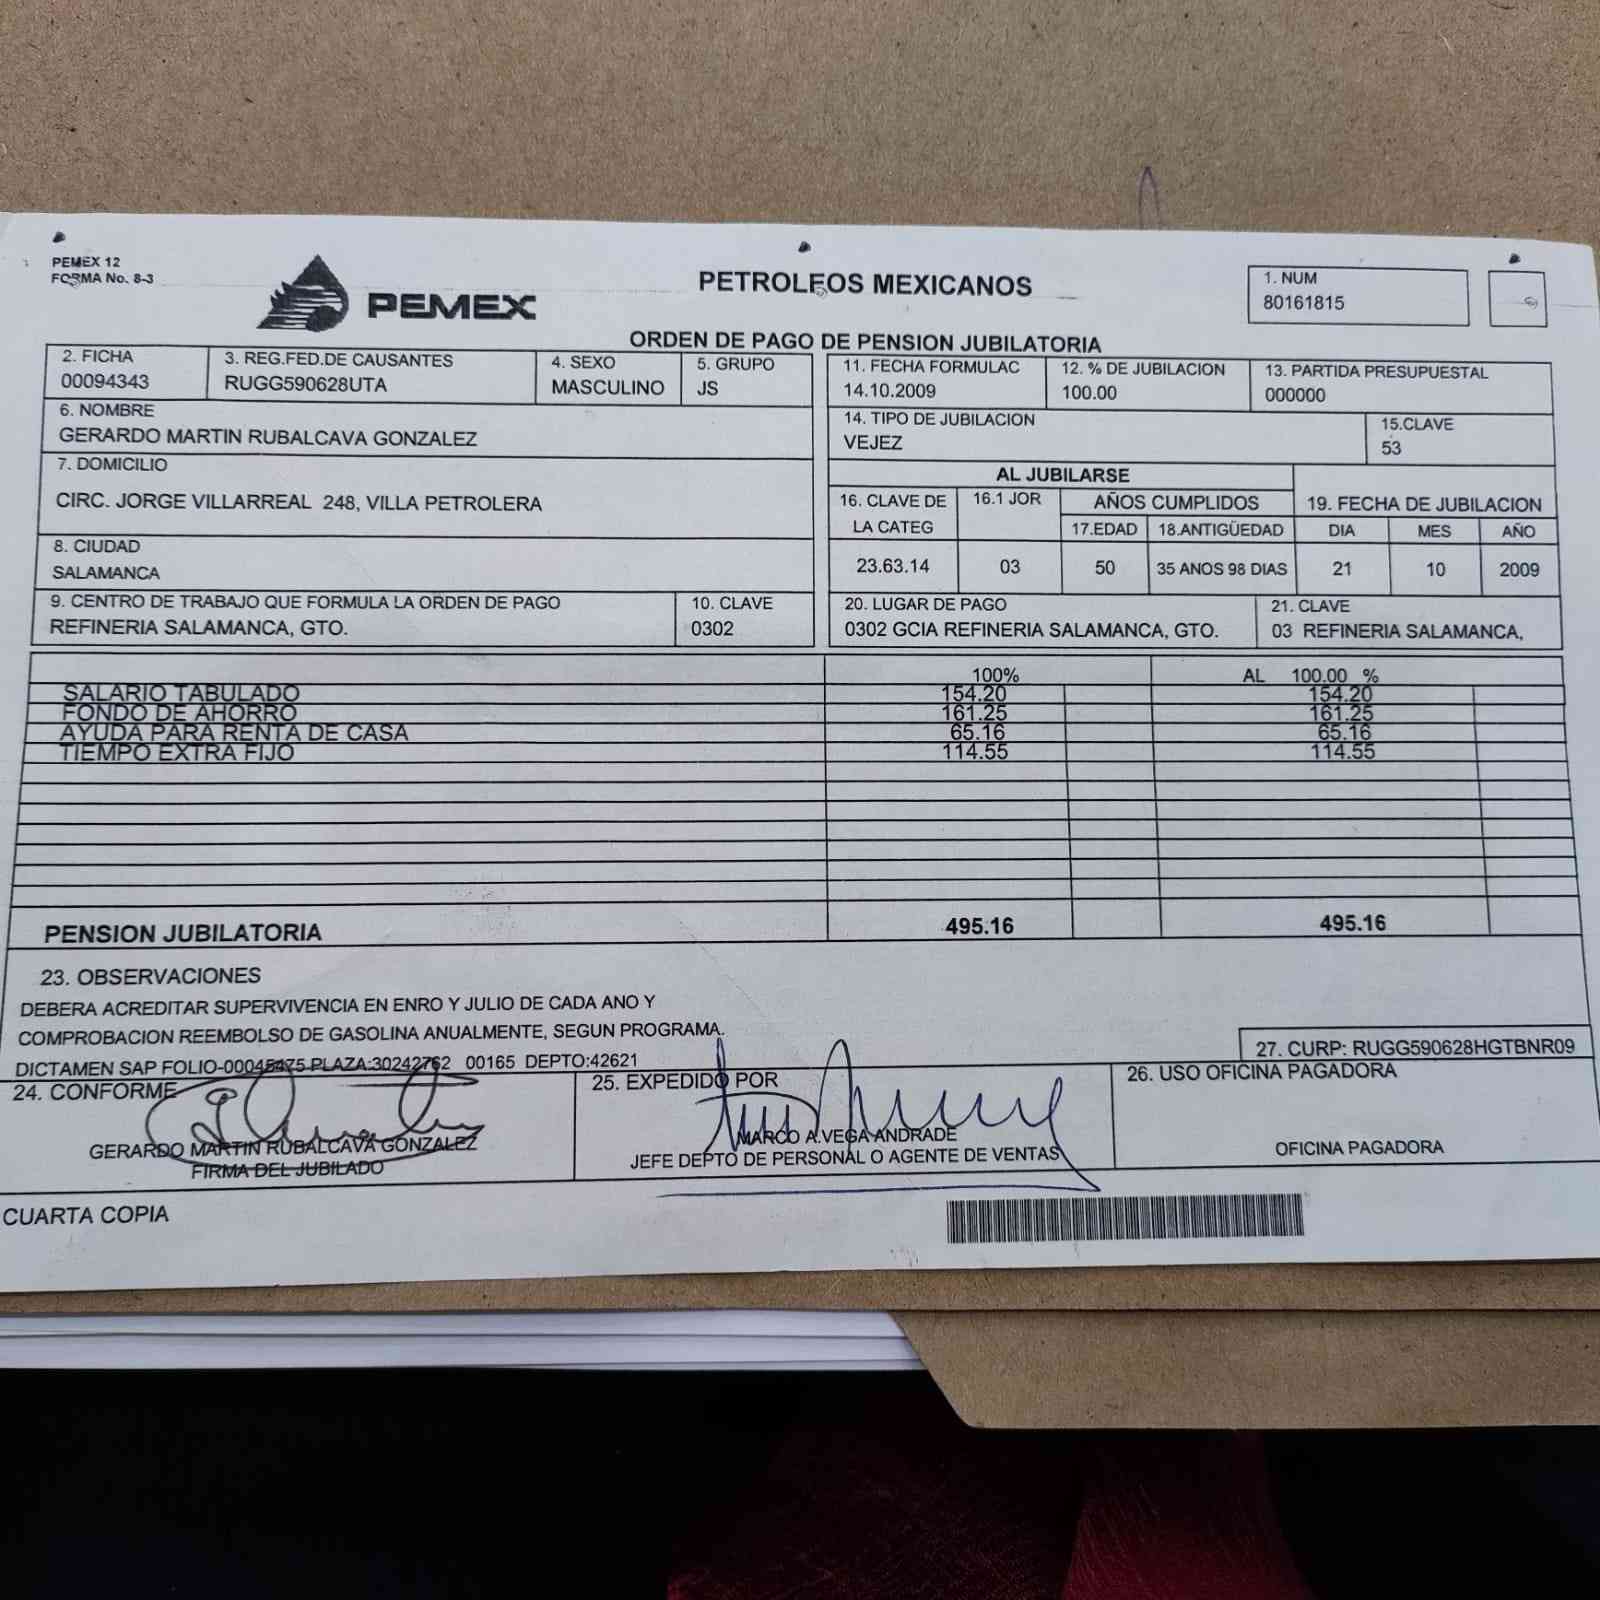 PEMEX 12
FORMA No. 8-3
PEMEX
PETROLEOS MEXICANOS
1. NUM
80161815
ORDEN DE PAGO DE PENSION JUBILATORIA
2. FICHA
00094343
3. REG.FED.DE CAUSANTES
RUGG590628UTA
4. SEXO
MASCULINO
5. GRUPO
JS
11. FECHA FORMULAC
14.10.2009
12. % DE JUBILACION
100.00
13. PARTIDA PRESUPUESTAL
000000
6. NOMBRE
GERARDO MARTIN RUBALCAVA GONZALEZ
14. TIPO DE JUBILACION
VEJEZ
15.CLAVE
53
7. DOMICILIO
CIRC. JORGE VILLARREAL 248, VILLA PETROLERA
AL JUBILARSE
16. CLAVE DE
LA CATEG
16.1 JOR
AÑOS CUMPLIDOS
17.EDAD
18.ANTIGÜEDAD
19. FECHA DE JUBILACION
DIA
MES
AÑO
8. CIUDAD
SALAMANCA
23.63.14
03
50
35 ANOS 98 DIAS
21
10
2009
9. CENTRO DE TRABAJO QUE FORMULA LA ORDEN DE PAGO
REFINERIA SALAMANCA, GTO.
10. CLAVE
0302
20. LUGAR DE PAGO
0302 GCIA REFINERIA SALAMANCA, GTO.
21. CLAVE
03 REFINERIA SALAMANCA,
100%
AL 100.00 %
SALARIO TABULADO 154.20 154.20
FONDO DE AHORRO 161.25 161.25
AYUDA PARA RENTA DE CASA 65.16 65.16
TIEMPO EXTRA FIJO 114.55 114.55
PENSION JUBILATORIA 495.16 495.16
23. OBSERVACIONES
DEBERA ACREDITAR SUPERVIVENCIA EN ENRO Y JULIO DE CADA ANO Y
COMPROBACION REEMBOLSO DE GASOLINA ANUALMENTE, SEGUN PROGRAMA.
DICTAMEN SAP FOLIO-00045475 PLAZA:30242762 00165 DEPTO:42621
27. CURP: RUGG590628HGTBNR09
24. CONFORME
GERARDO MARTIN RUBALCAVA GONZALEZ
FIRMA DEL JUBILADO
25. EXPEDIDO POR
MARCO A.VEGA ANDRADE
JEFE DEPTO DE PERSONAL O AGENTE DE VENTAS
26. USO OFICINA PAGADORA
OFICINA PAGADORA
CUARTA COPIA